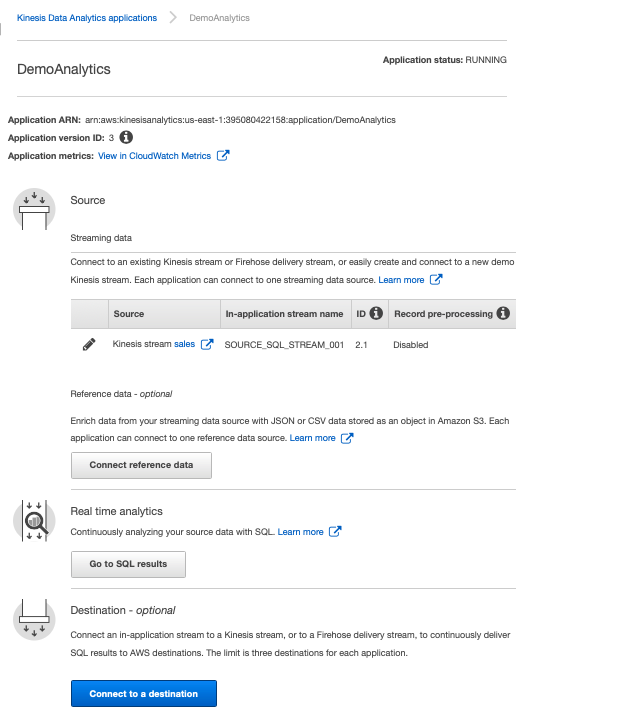 Kinesis Data Analytics applications DemoAnalytics
DemoAnalytics
Application status: RUNNING
Application ARN: arn:aws:kinesisanalytics:us-east-1:395080422158:application/DemoAnalytics
Application version ID: 3
Application metrics: View in CloudWatch Metrics
Source
Streaming data
Connect to an existing Kinesis stream or Firehose delivery stream, or easily create and connect to a new demo
Kinesis stream. Each application can connect to one streaming data source. Learn more
Source In-application stream name ID Record pre-processing
Kinesis stream sales SOURCE_SQL_STREAM_001 2.1 Disabled
Reference data - optional
Enrich data from your streaming data source with JSON or CSV data stored as an object in Amazon S3. Each
application can connect to one reference data source. Learn more
Connect reference data
Real time analytics
Continuously analyzing your source data with SQL. Learn more
Go to SQL results
Destination - optional
Connect an in-application stream to a Kinesis stream, or to a Firehose delivery stream, to continuously deliver
SQL results to AWS destinations. The limit is three destinations for each application.
Connect to a destination